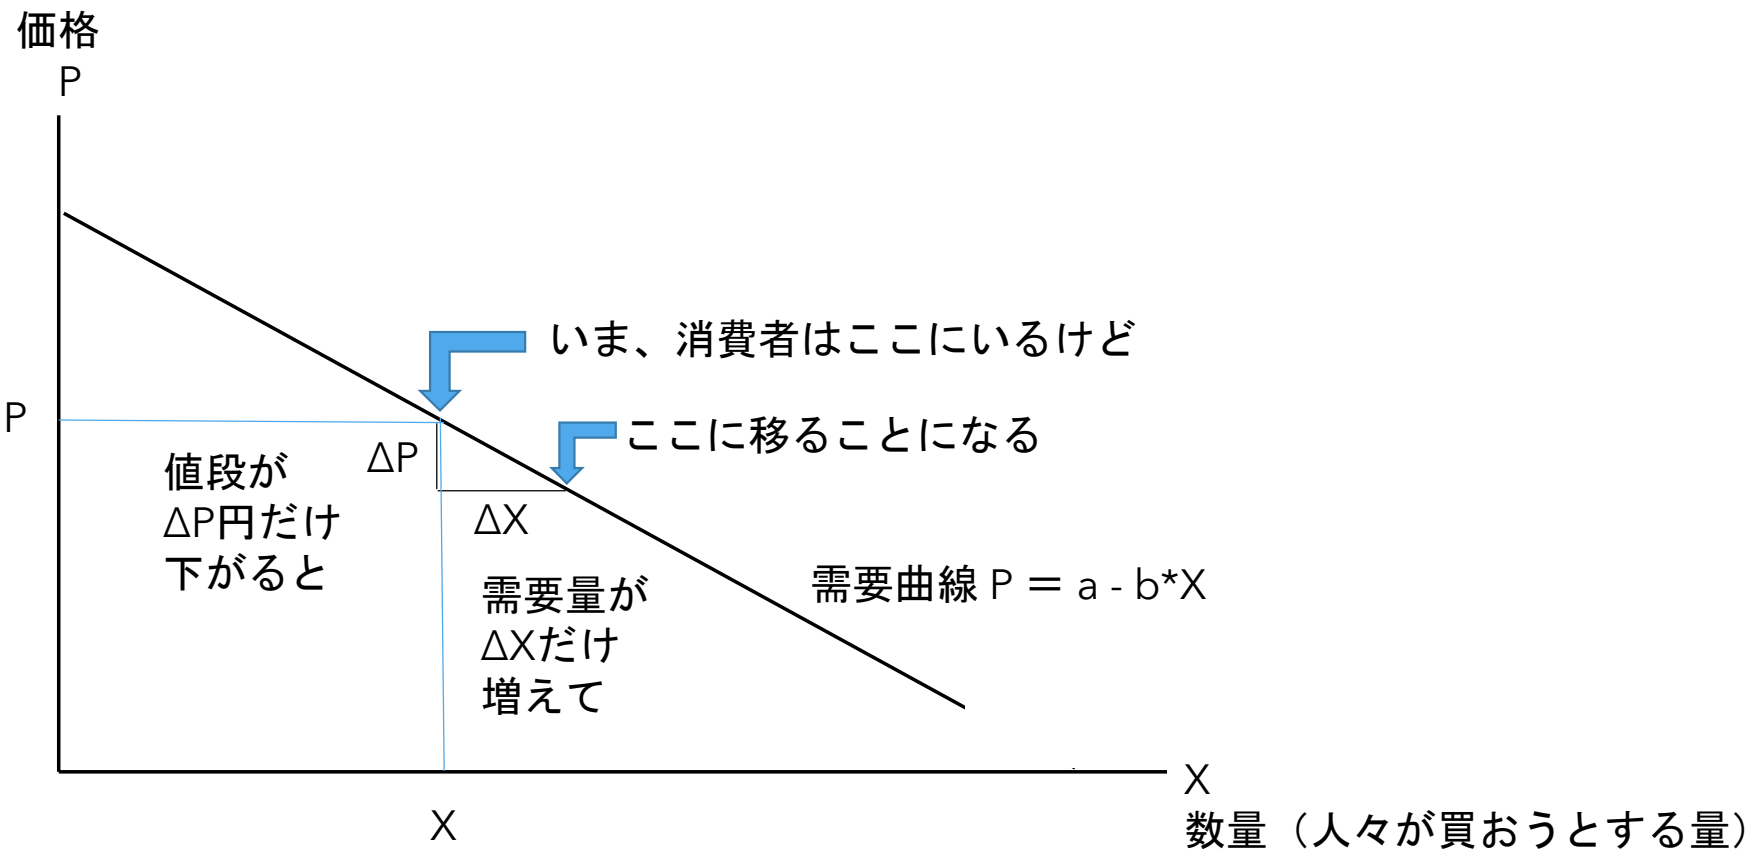 価格
P
いま、消費者はここにいるけど
P
ここに移ることになる
値段が
ΔP円だけ
下がると
ΔP
ΔX
需要量が
ΔXだけ
増えて
需要曲線 P = a - b*X
X
X
数量（人々が買おうとする量）